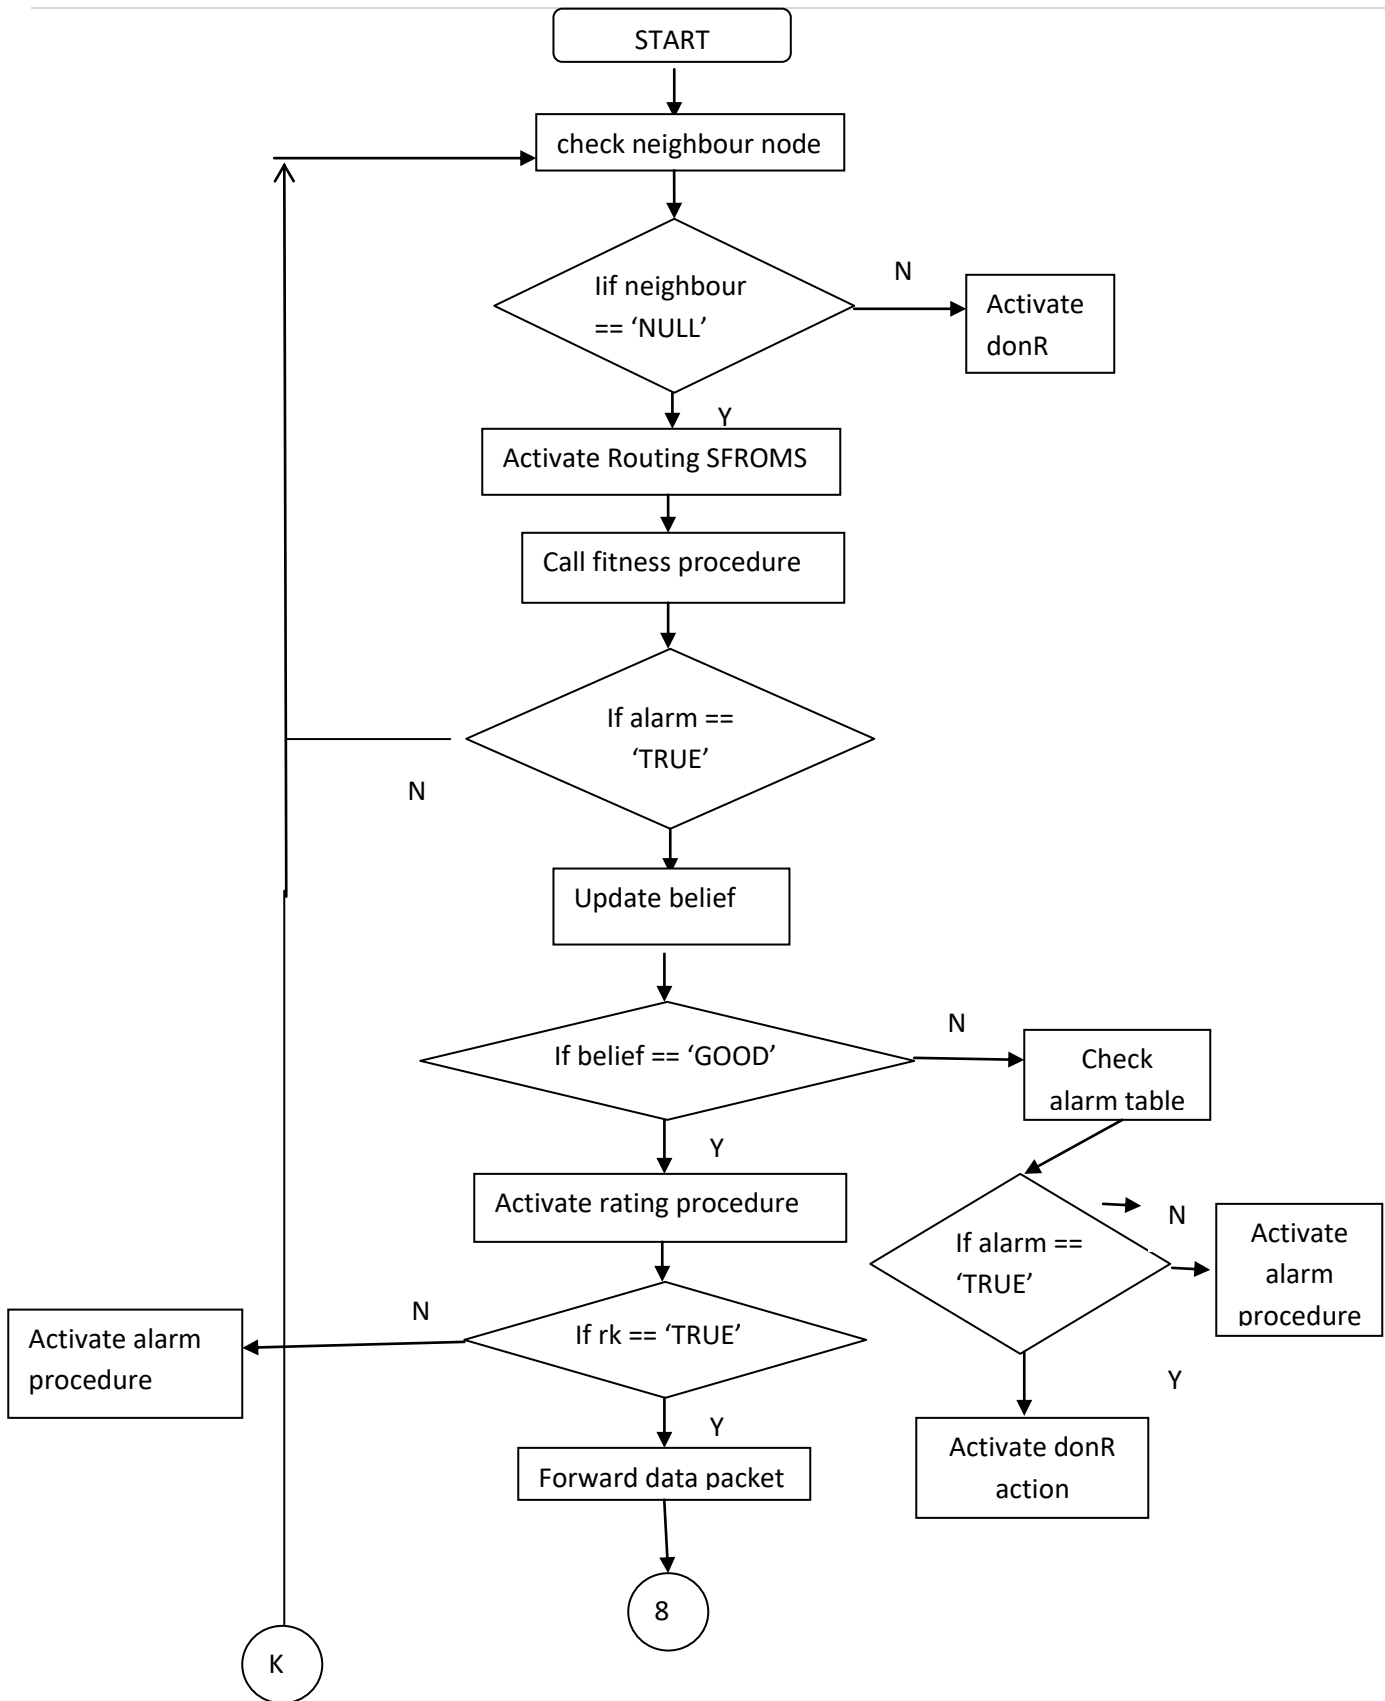 START
check neighbour node
Iif neighbour
== ‘NULL’
N
Activate
donR
Y
Activate Routing SFROMS
Call fitness procedure
If alarm ==
‘TRUE’
N
Update belief
If belief == ‘GOOD’
N
Check
alarm table
Y
Activate rating procedure
If alarm ==
‘TRUE’
N
Activate
alarm
procedure
If rk == ‘TRUE’
N
Activate alarm
procedure
Y
Y
Forward data packet
Activate donR
action
8
K